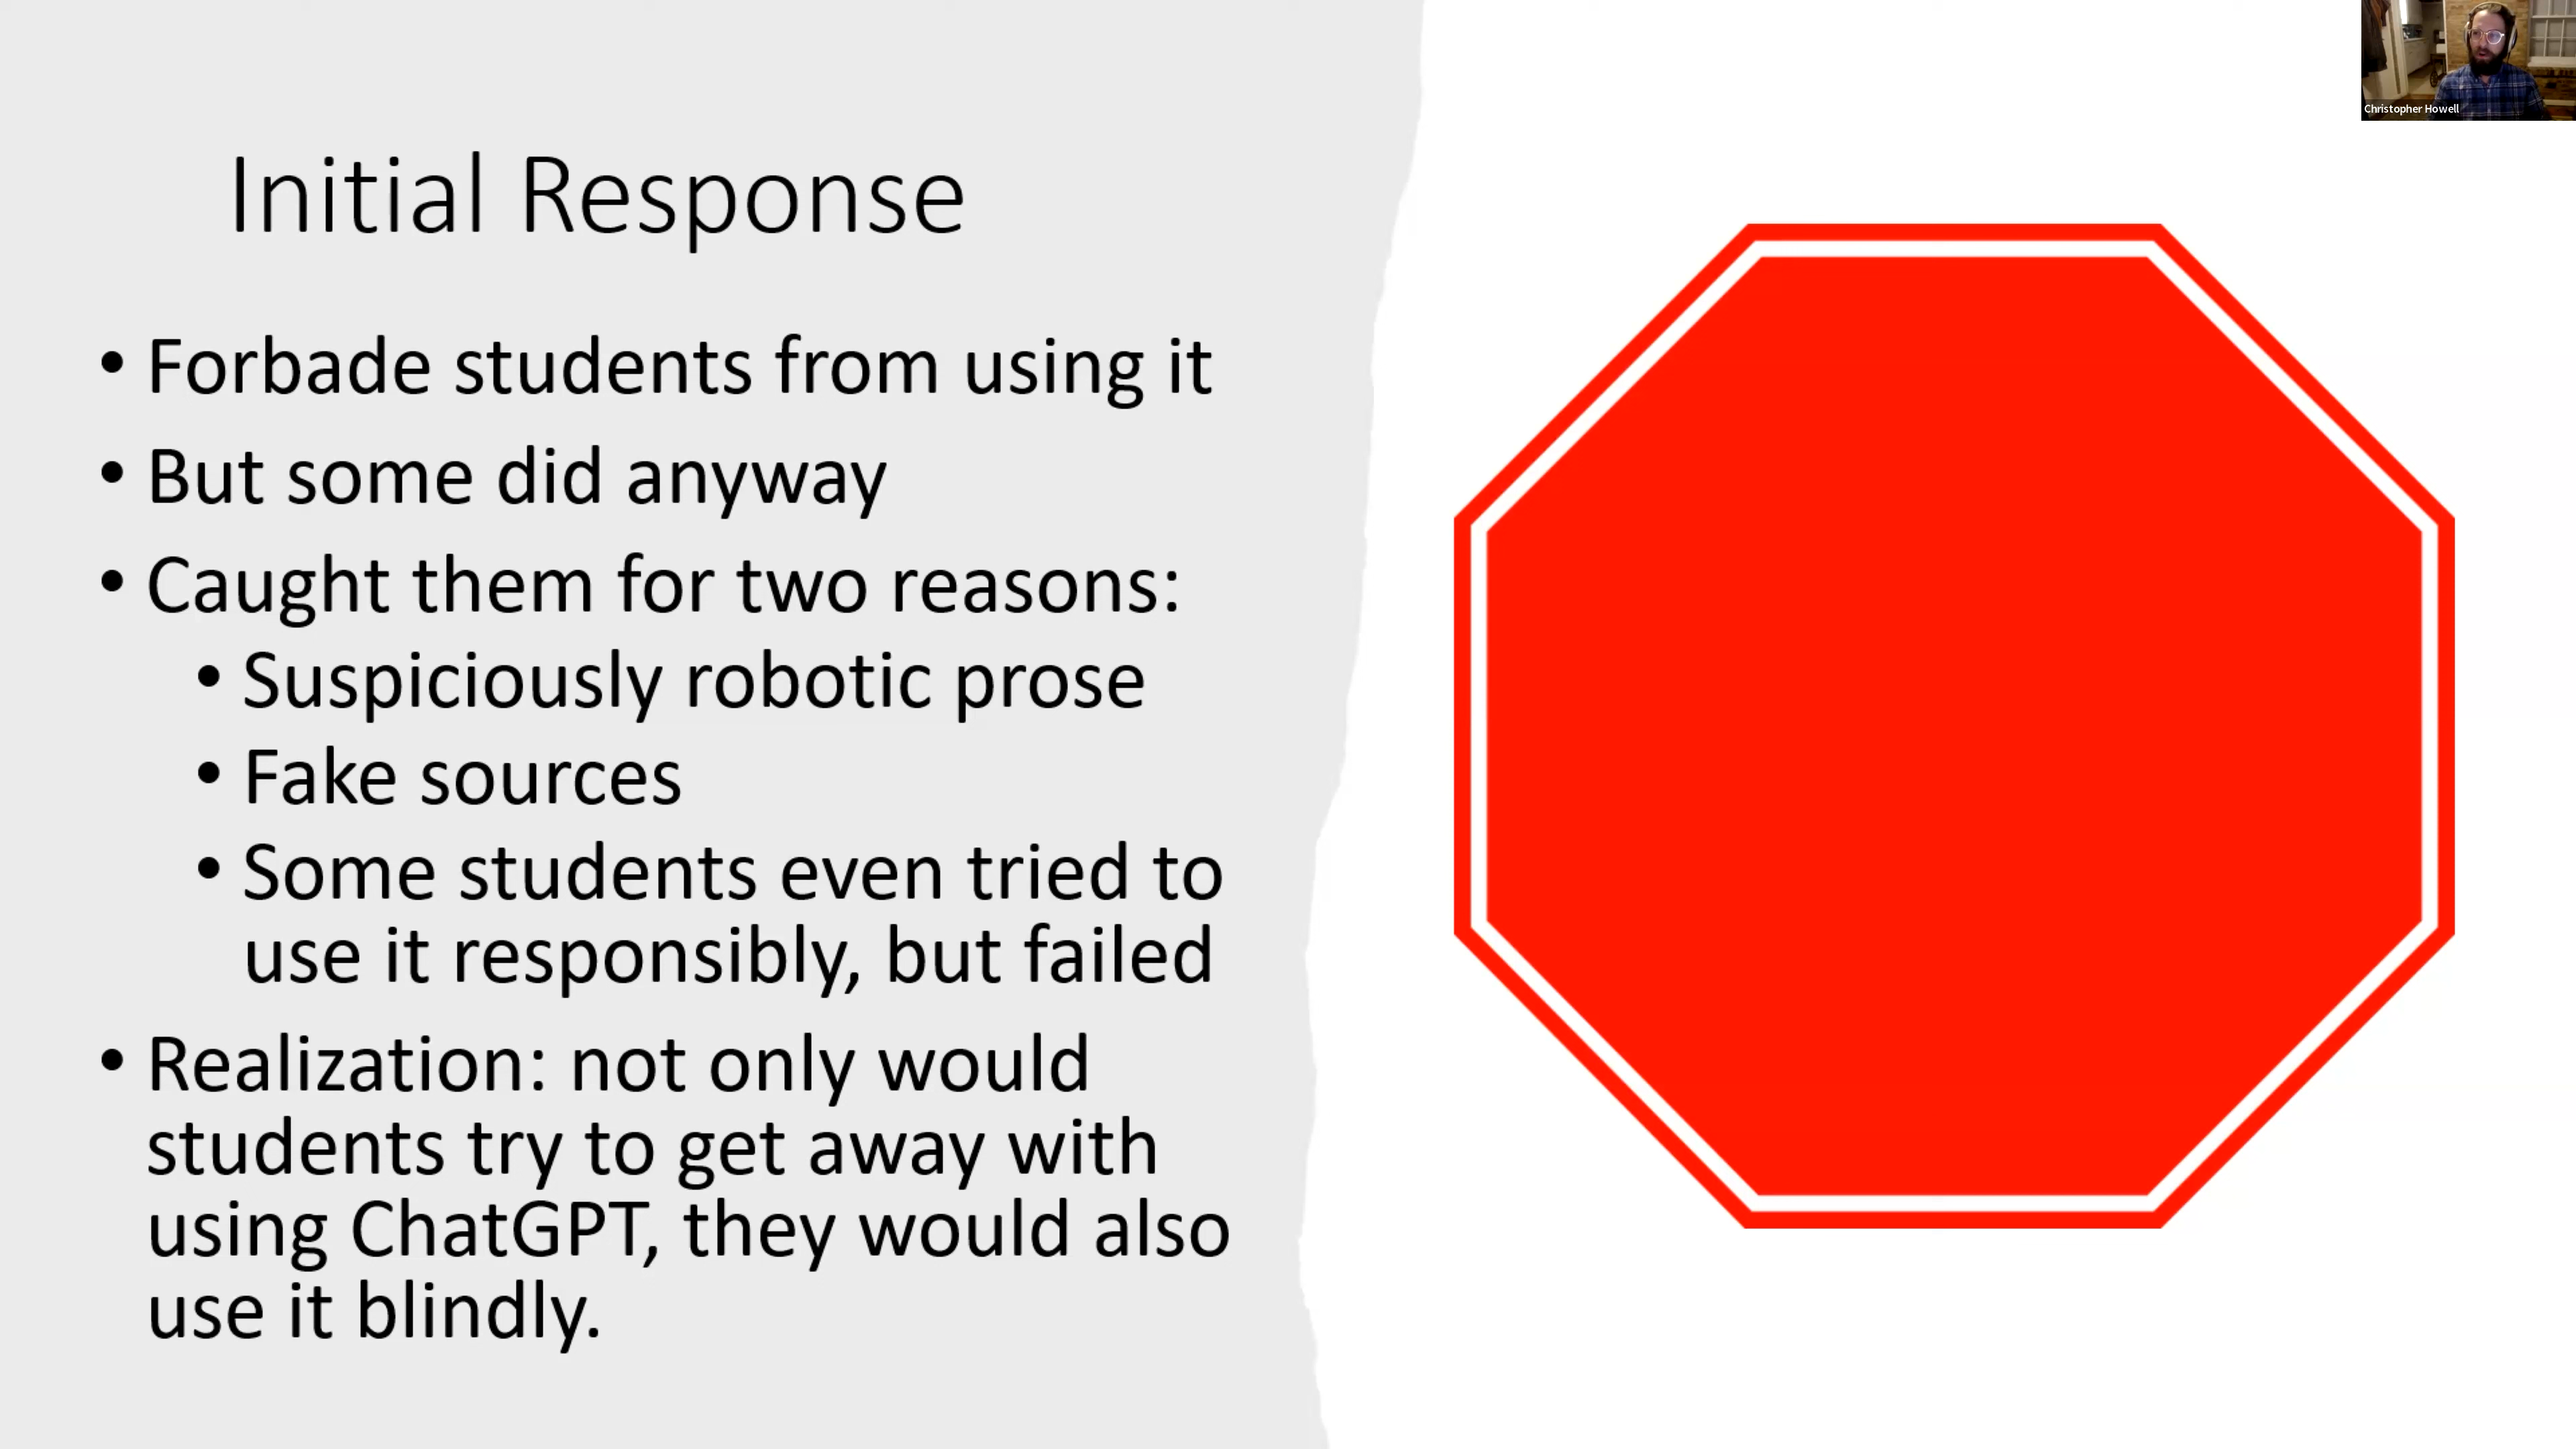 Christopher Howell
Initial Response
• Forbade students from using it
• But some did anyway
• Caught them for two reasons:
• Suspiciously robotic prose
• Fake sources
• Some students even tried to
use it responsibly, but failed
• Realization: not only would
students try to get away with
using ChatGPT, they would also
use it blindly.